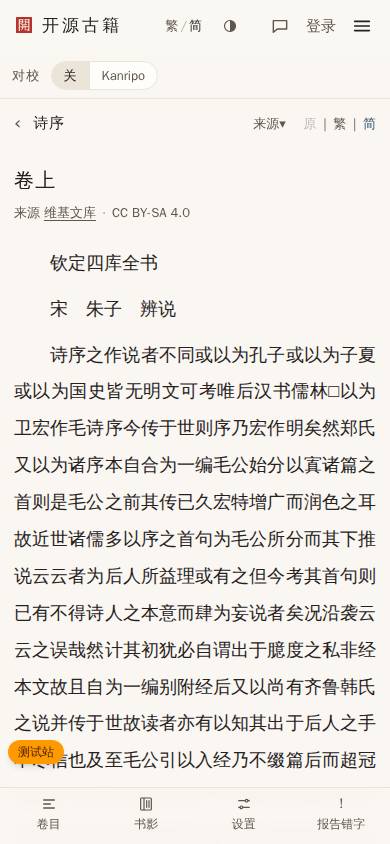 開 开源古籍 繁/简 登录
对校 关 Kanripo
‹ 诗序 来源▾ 原 | 繁 | 简
卷上
来源 维基文库 · CC BY-SA 4.0
钦定四库全书
宋 朱子 辨说
诗序之作说者不同或以为孔子或以为子夏
或以为国史皆无明文可考唯后汉书儒林□以为
卫宏作毛诗序今传于世则序乃宏作明矣然郑氏
又以为诸序本自合为一编毛公始分以寘诸篇之
首则是毛公之前其传已久宏特增广而润色之耳
故近世诸儒多以序之首句为毛公所分而其下推
说云云者为后人所益理或有之但今考其首句则
已有不得诗人之本意而肆为妄说者矣况沿袭云
云之误哉然计其初犹必自谓出于臆度之私非经
本文故且自为一编别附经后又以尚有齐鲁韩氏
之说并传于世故读者亦有以知其出于后人之手
信也及至毛公引以入经乃不缀篇后而超冠
测试站
卷目 书影 设置 ! 报告错字